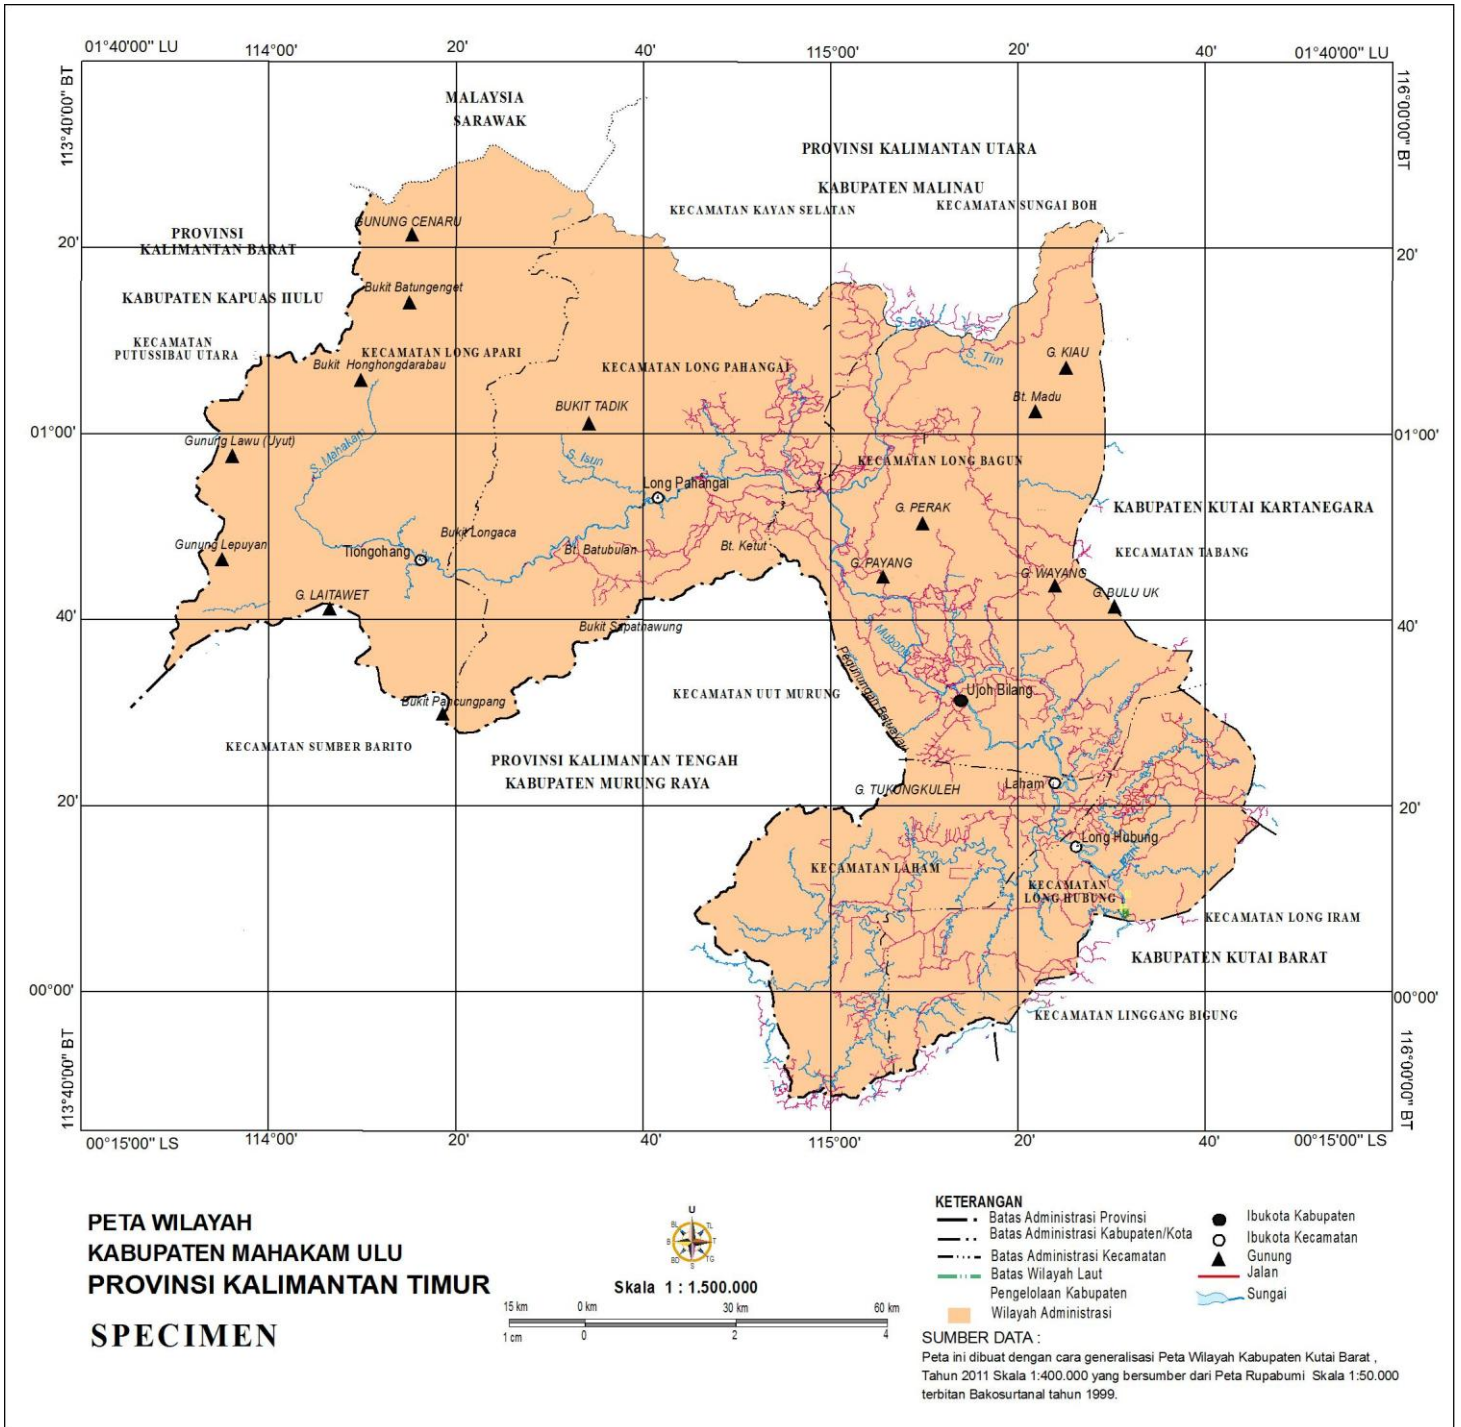 01°40'00" LU
114°00'
20'
40'
115°00'
20'
40'
01°40'00" LU
113°40'00" BT
116°00'00" BT
MALAYSIA
SARAWAK
PROVINSI KALIMANTAN UTARA
KABUPATEN MALINAU
KECAMATAN KAYAN SELATAN
KECAMATAN SUNGAI BOH
GUNUNG CENARU
PROVINSI
KALIMANTAN BARAT
20'
20'
Bukit Batungenget
KABUPATEN KAPUAS HULU
KECAMATAN
PUTUSSIBAU UTARA
KECAMATAN LONG APARI
Bukit Honghongdarabau
KECAMATAN LONG PAHANGAI
S. Boh
S. Tim
G. KIAU
Bt. Madu
BUKIT TADIK
01°00'
01°00'
Gunung Lawu (Uyut)
S. Mahakam
S. Isun
KECAMATAN LONG BAGUN
Long Pahangai
G. PERAK
KABUPATEN KUTAI KARTANEGARA
Bukit Longaca
Gunung Lepuyan
Tiongohang
Bt. Batubulan
Bt. Ketut
KECAMATAN TABANG
G. PAYANG
G. WAYANG
G. BULU UK
G. LAITAWET
40'
40'
Bukit Sapathawung
S. Mubong
Pegunungan Batuayau
KECAMATAN UUT MURUNG
Ujoh Bilang
Bukit Pancungpang
KECAMATAN SUMBER BARITO
PROVINSI KALIMANTAN TENGAH
KABUPATEN MURUNG RAYA
G. TUKUNGKULEH
Laham
20'
20'
Long Hubung
KECAMATAN LAHAM
KECAMATAN
LONG HUBUNG
KECAMATAN LONG IRAM
KABUPATEN KUTAI BARAT
00°00'
00°00'
KECAMATAN LINGGANG BIGUNG
113°40'00" BT
116°00'00" BT
00°15'00" LS
114°00'
20'
40'
115°00'
20'
40'
00°15'00" LS
PETA WILAYAH
KABUPATEN MAHAKAM ULU
PROVINSI KALIMANTAN TIMUR
SPECIMEN
U
BL
TL
B
T
BD
TG
S
Skala 1 : 1.500.000
15 km 0 km 30 km 60 km
1 cm 0 2 4
KETERANGAN
Batas Administrasi Provinsi
Batas Administrasi Kabupaten/Kota
Batas Administrasi Kecamatan
Batas Wilayah Laut
Pengelolaan Kabupaten
Wilayah Administrasi
Ibukota Kabupaten
Ibukota Kecamatan
Gunung
Jalan
Sungai
SUMBER DATA :
Peta ini dibuat dengan cara generalisasi Peta Wilayah Kabupaten Kutai Barat ,
Tahun 2011 Skala 1:400.000 yang bersumber dari Peta Rupabumi Skala 1:50.000
terbitan Bakosurtanal tahun 1999.